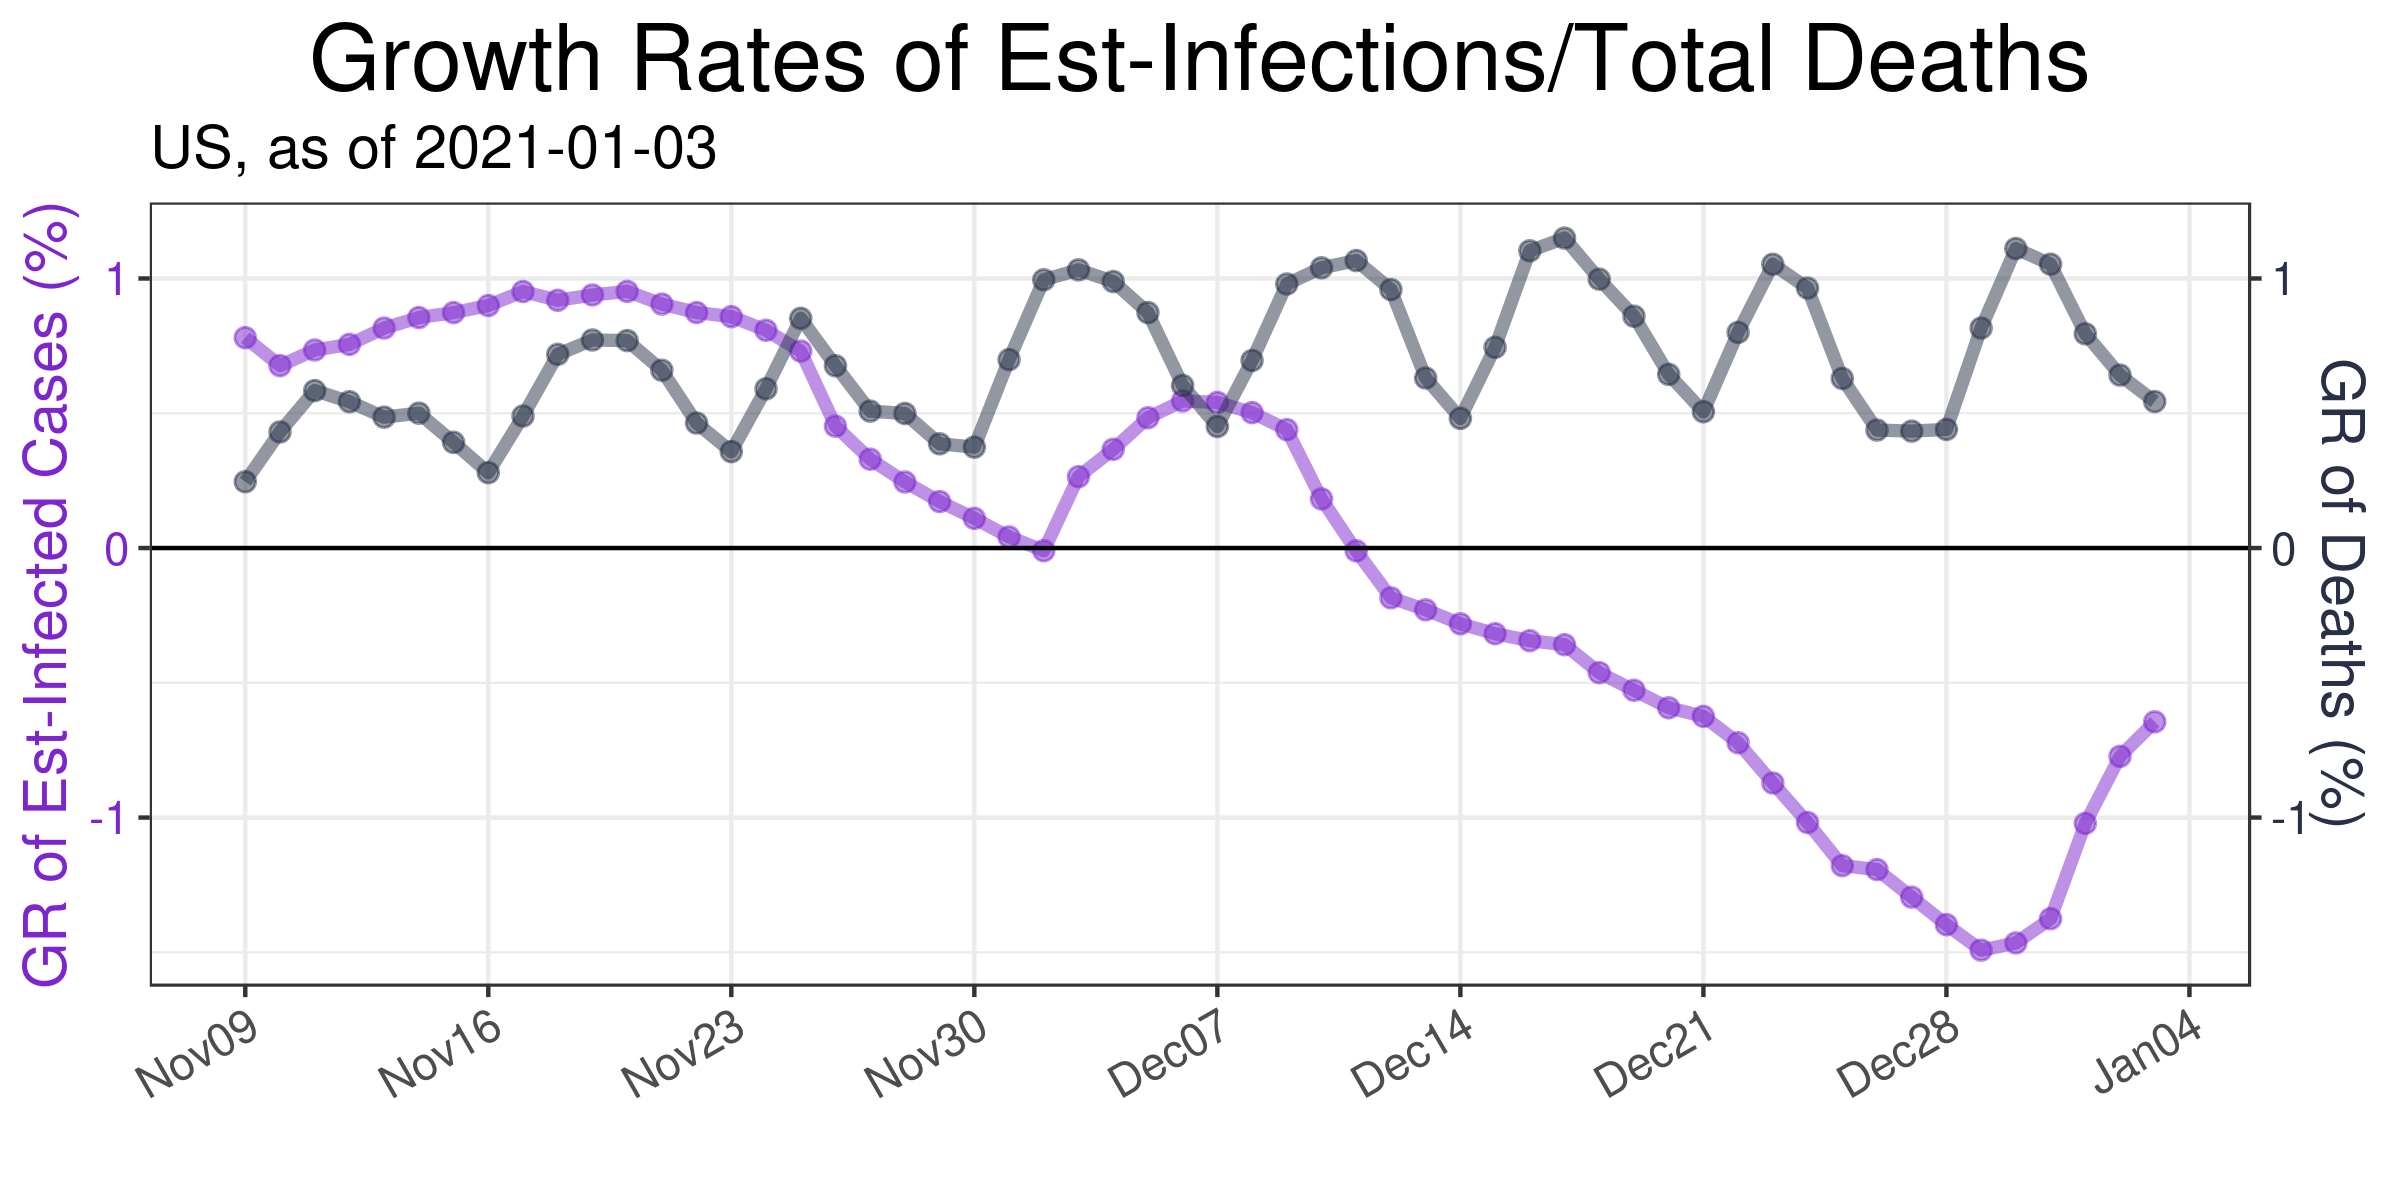 Growth Rates of Est-Infections/Total Deaths
US, as of 2021-01-03
GR of Est-Infected Cases (%)
1
0
-1
1
0
-1
GR of Deaths (%)
Nov09
Nov16
Nov23
Nov30
Dec07
Dec14
Dec21
Dec28
Jan04